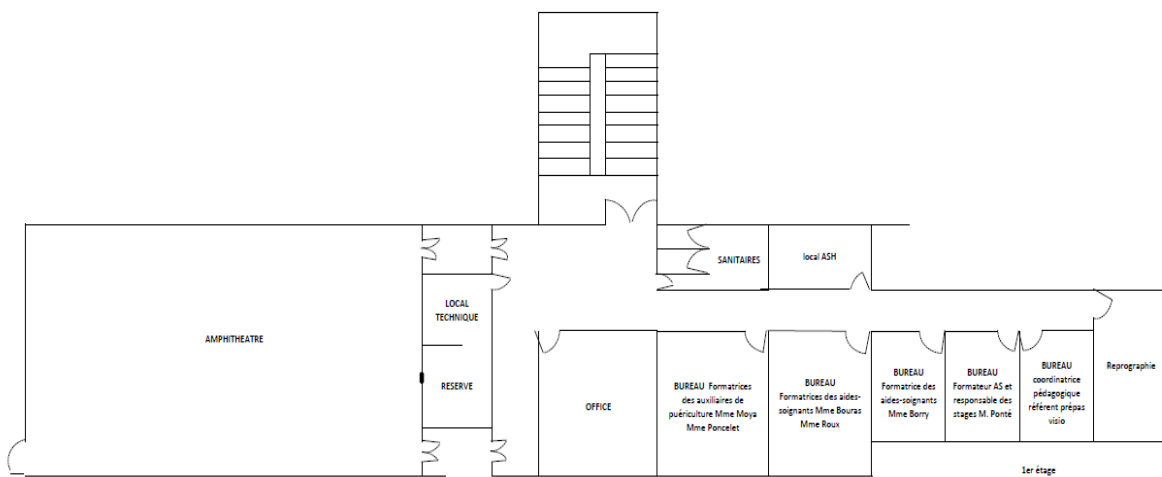 SANITAIRES
local ASH
LOCAL
TECHNIQUE
AMPHITHEATRE
RESERVE
OFFICE
BUREAU Formatrices
des auxiliaires de
puériculture Mme Moya
Mme Poncelet
BUREAU
Formatrices des aides-
soignants Mme Bouras
Mme Roux
BUREAU
Formatrice des
aides-soignants
Mme Borry
BUREAU
Formateur AS et
responsable des
stages M. Ponté
BUREAU
coordinatrice
pédagogique
référent prépas
visio
Reprographie
1er étage